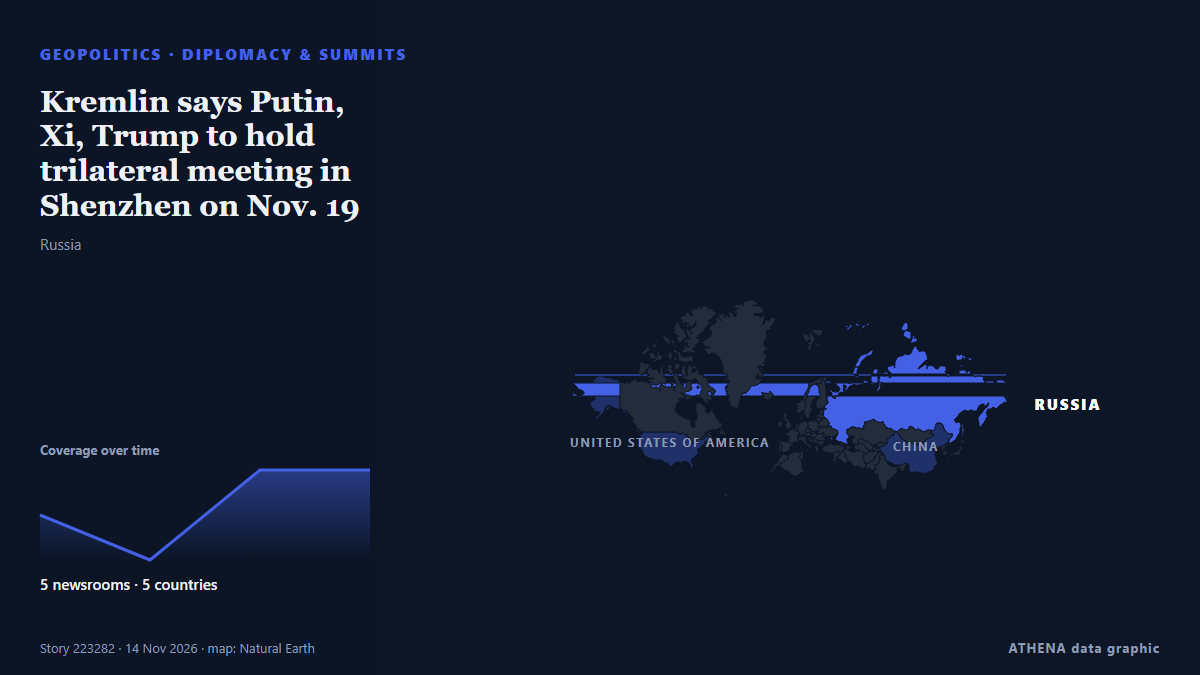 GEOPOLITICS · DIPLOMACY & SUMMITS
Kremlin says Putin,
Xi, Trump to hold
trilateral meeting in
Shenzhen on Nov. 19
Russia
RUSSIA
UNITED STATES OF AMERICA
CHINA
Coverage over time
5 newsrooms · 5 countries
Story 223282 · 14 Nov 2026 · map: Natural Earth
ATHENA data graphic